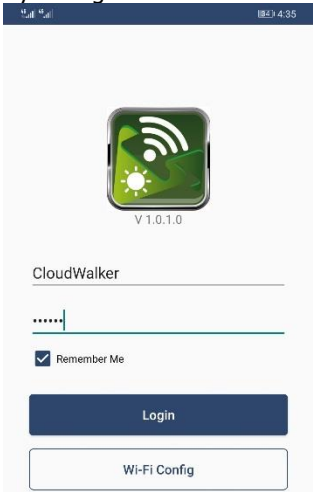 4:35
V 1.0.1.0
CloudWalker
••••••
Remember Me
Login
Wi-Fi Config